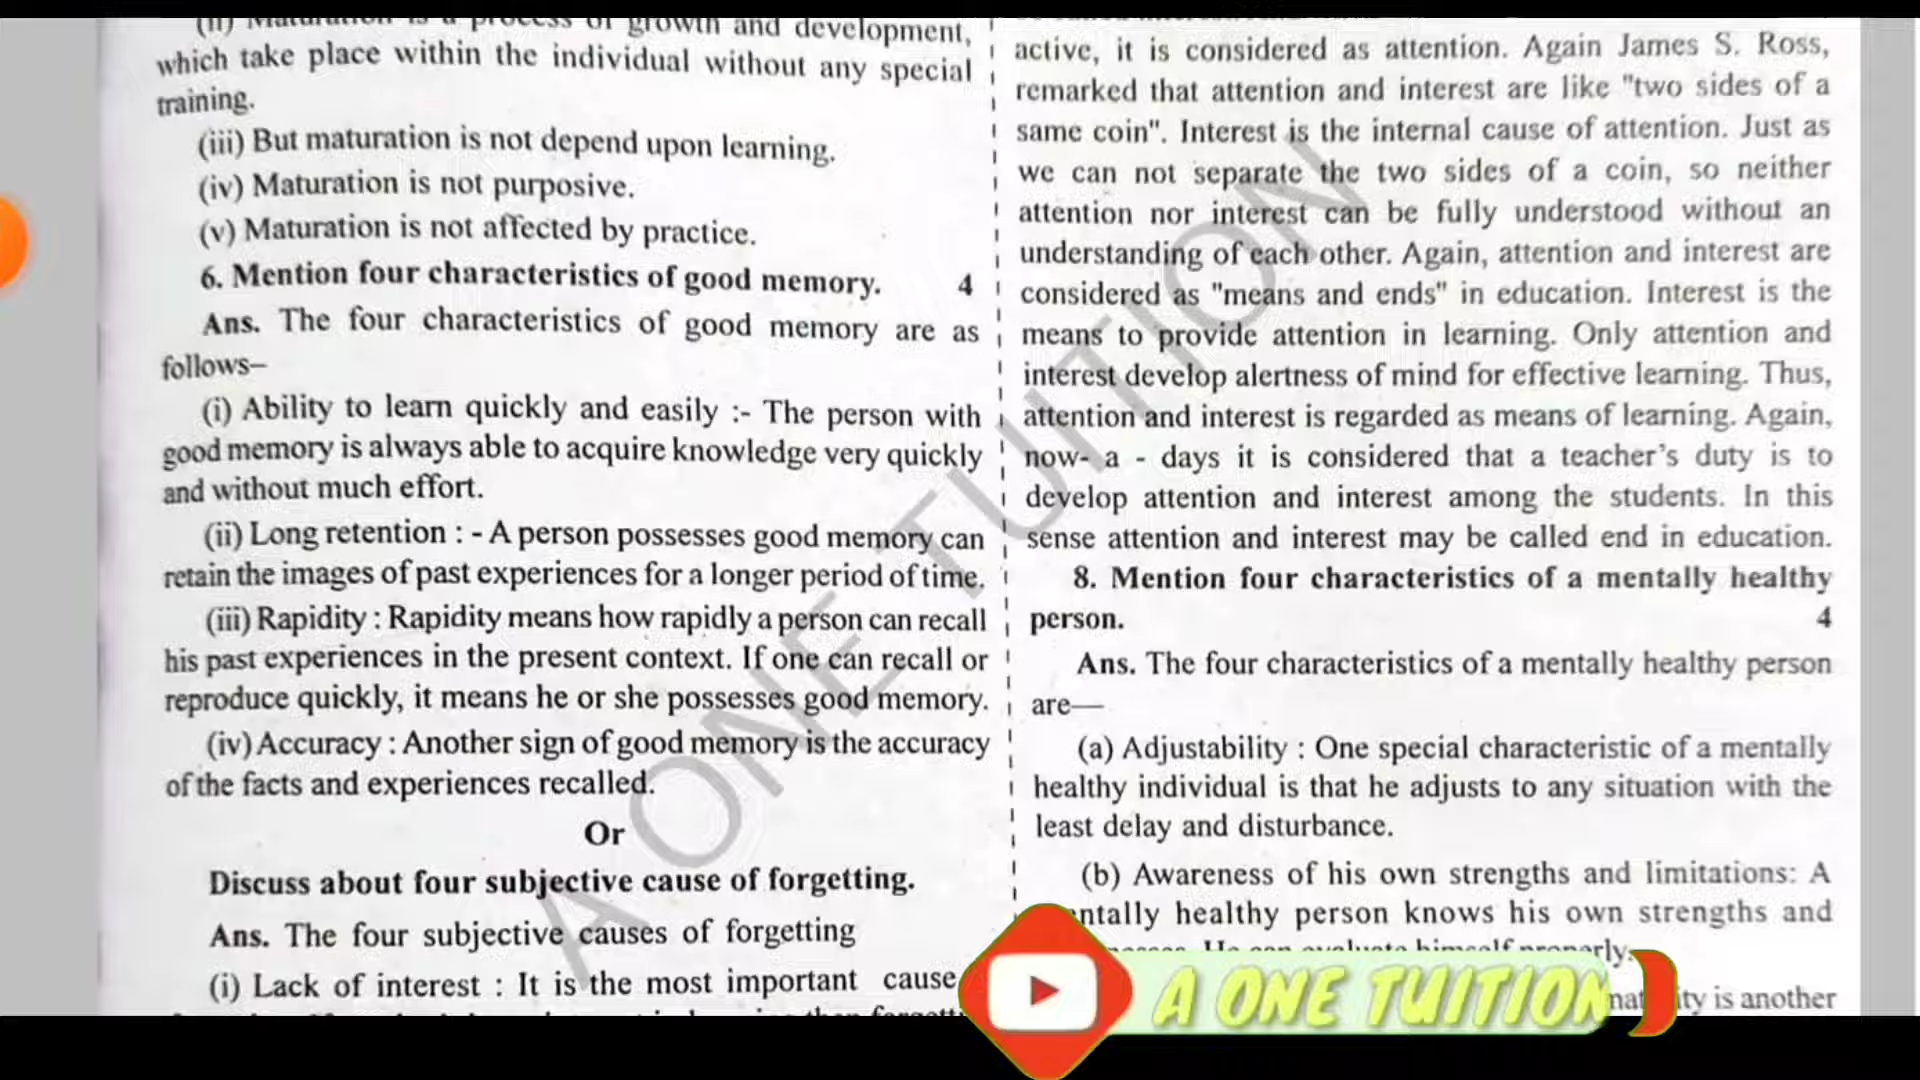 (ii) Maturation is a process of growth and development,
which take place within the individual without any special
training.
(iii) But maturation is not depend upon learning.
(iv) Maturation is not purposive.
(v) Maturation is not affected by practice.
6. Mention four characteristics of good memory. 4
Ans. The four characteristics of good memory are as
follows–
(i) Ability to learn quickly and easily :- The person with
good memory is always able to acquire knowledge very quickly
and without much effort.
(ii) Long retention : - A person possesses good memory can
retain the images of past experiences for a longer period of time.
(iii) Rapidity : Rapidity means how rapidly a person can recall
his past experiences in the present context. If one can recall or
reproduce quickly, it means he or she possesses good memory.
(iv) Accuracy : Another sign of good memory is the accuracy
of the facts and experiences recalled.
Or
Discuss about four subjective cause of forgetting.
Ans. The four subjective causes of forgetting
(i) Lack of interest : It is the most important cause
active, it is considered as attention. Again James S. Ross,
remarked that attention and interest are like "two sides of a
same coin". Interest is the internal cause of attention. Just as
we can not separate the two sides of a coin, so neither
attention nor interest can be fully understood without an
understanding of each other. Again, attention and interest are
considered as "means and ends" in education. Interest is the
means to provide attention in learning. Only attention and
interest develop alertness of mind for effective learning. Thus,
attention and interest is regarded as means of learning. Again,
now- a - days it is considered that a teacher's duty is to
develop attention and interest among the students. In this
sense attention and interest may be called end in education.
8. Mention four characteristics of a mentally healthy
person. 4
Ans. The four characteristics of a mentally healthy person
are—
(a) Adjustability : One special characteristic of a mentally
healthy individual is that he adjusts to any situation with the
least delay and disturbance.
(b) Awareness of his own strengths and limitations: A
healthy person knows his own strengths and
He can evaluate himself properly.
is another
A ONE TUITION
A ONE TUITION